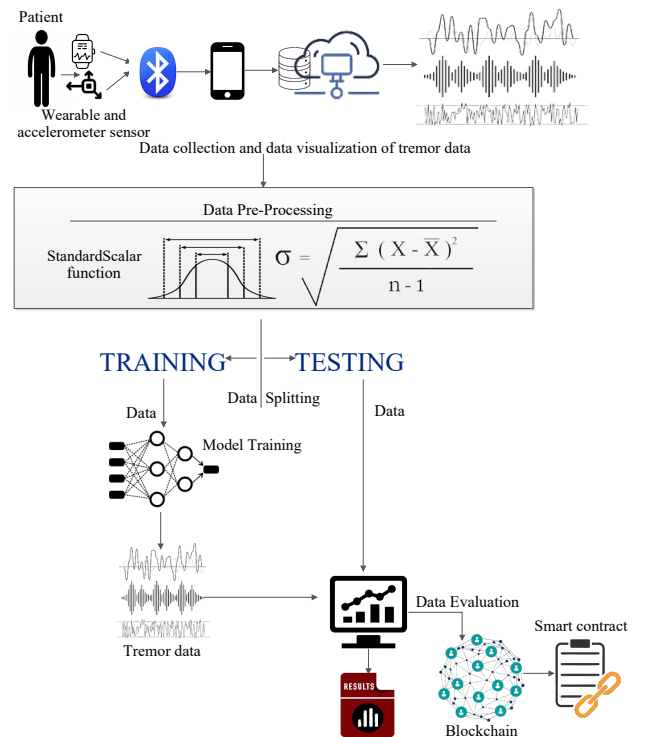 Patient
Wearable and
accelerometer sensor
Data collection and data visualization of tremor data
Data Pre-Processing
StandardScalar
function
σ = √ Σ ( X - X̅ )²
n - 1
TRAINING
TESTING
Data Splitting
Data
Data
Model Training
Tremor data
Data Evaluation
RESULTS
Smart contract
Blockchain